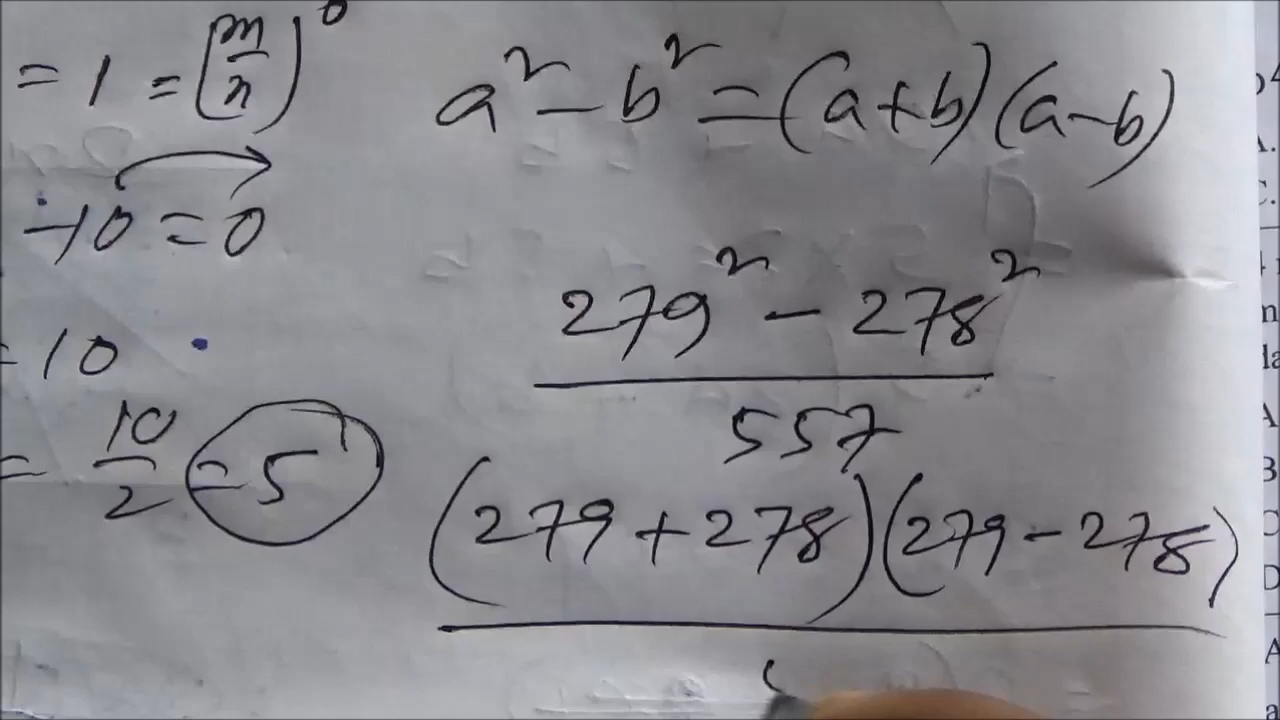 = 1 = (m/n)^0
-10 = 0
= 10
= 10/2 = 5
a² - b² = (a+b)(a-b)
279² - 278²
557
(279 + 278)(279 - 278)